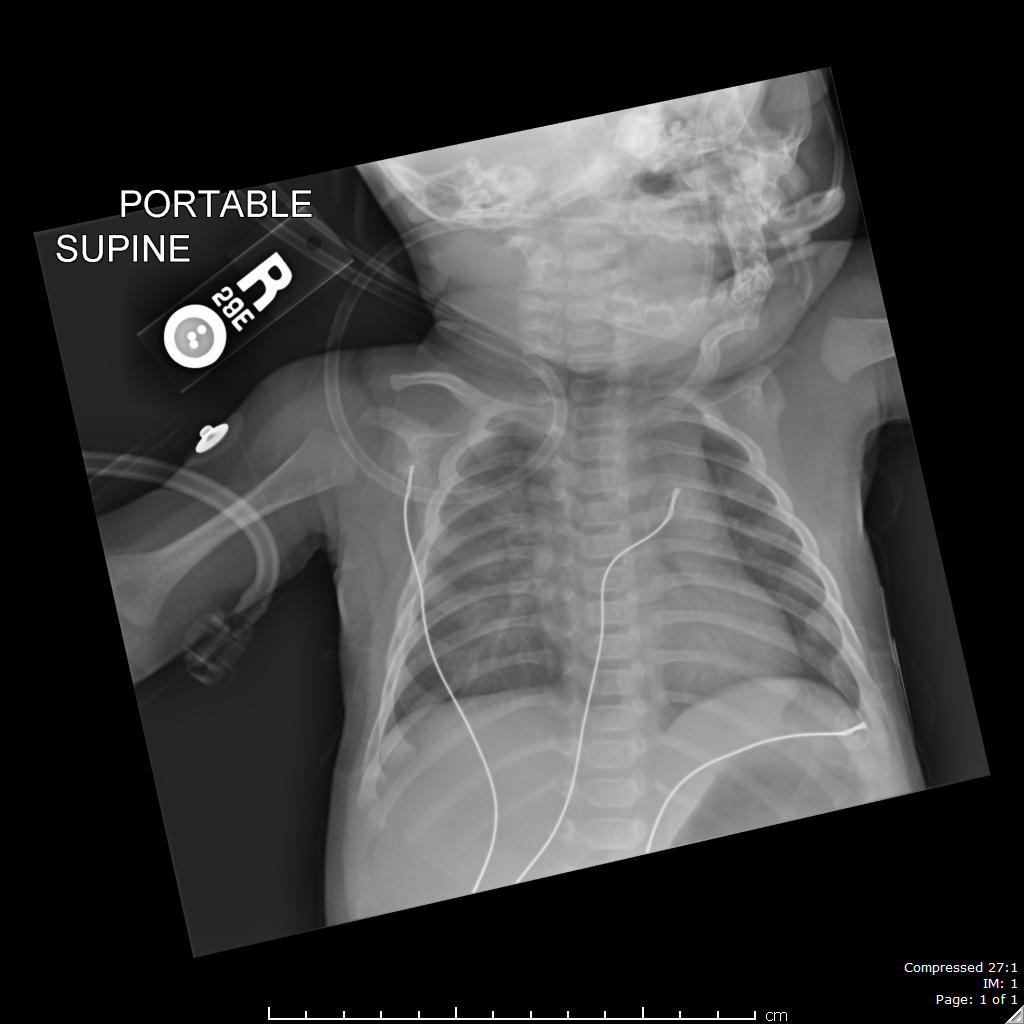 PORTABLE
SUPINE
R
28E
Compressed 27:1
IM: 1
Page: 1 of 1
cm